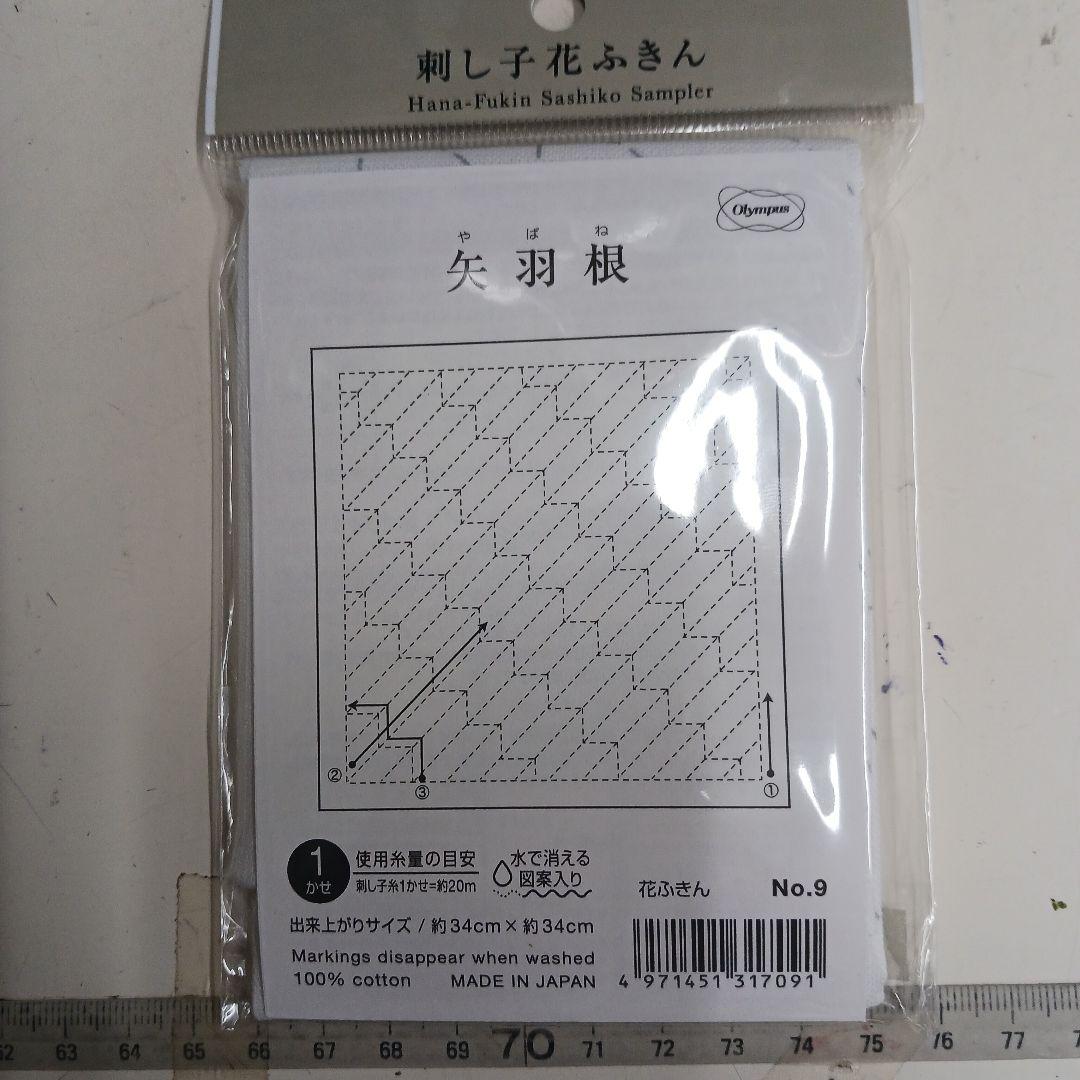 刺し子花ふきん
Hana-Fukin Sashiko Sampler
Olympus
やばね
矢羽根
②
③
①
1
かせ
使用糸量の目安
刺し子糸1かせ=約20m
水で消える
図案入り
花ふきん
No.9
出来上がりサイズ / 約34cm×約34cm
Markings disappear when washed
100% cotton
MADE IN JAPAN
4 971451 317091
62 63 64 65 66 67 68 69 70 71 72 73 74 75 76 77